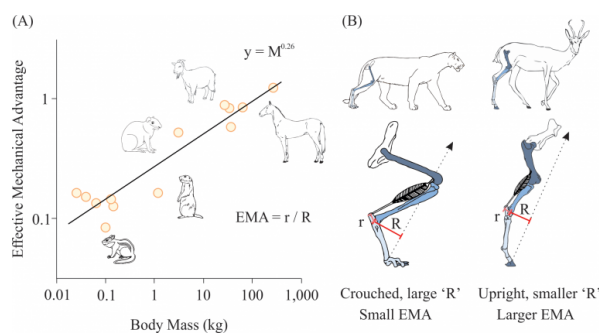 (A)
Effective Mechanical Advantage
1
0.1
y = M^0.26
EMA = r / R
0.01 0.1 1 10 100 1,000
Body Mass (kg)
(B)
r R
r R
Crouched, large ‘R’
Small EMA
Upright, smaller ‘R’
Larger EMA